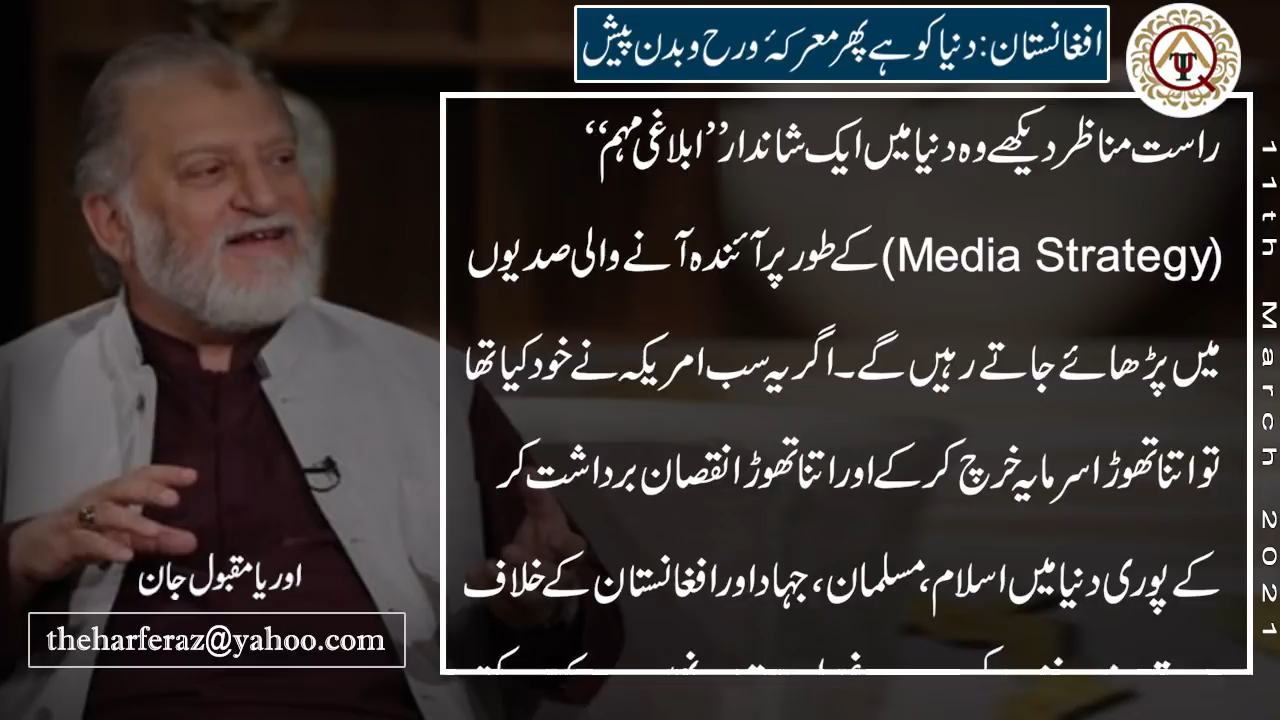 افغانستان: دنیا کو ہے پھر معرکۂ ورح و بدن پیش
راست مناظر دیکھے وہ دنیا میں ایک شاندار ’’ابلاغی مہم‘‘
(Media Strategy) کے طور پر آئندہ آنے والی صدیوں
میں پڑھائے جاتے رہیں گے۔ اگر یہ سب امریکہ نے خود کیا تھا
تو اتنا تھوڑا سرمایہ خرچ کر کے اور اتنا تھوڑا نقصان برداشت کر
کے پوری دنیا میں اسلام، مسلمان، جہاد اور افغانستان کے خلاف
اوریا مقبول جان
theharferaz@yahoo.com
11th March 2021